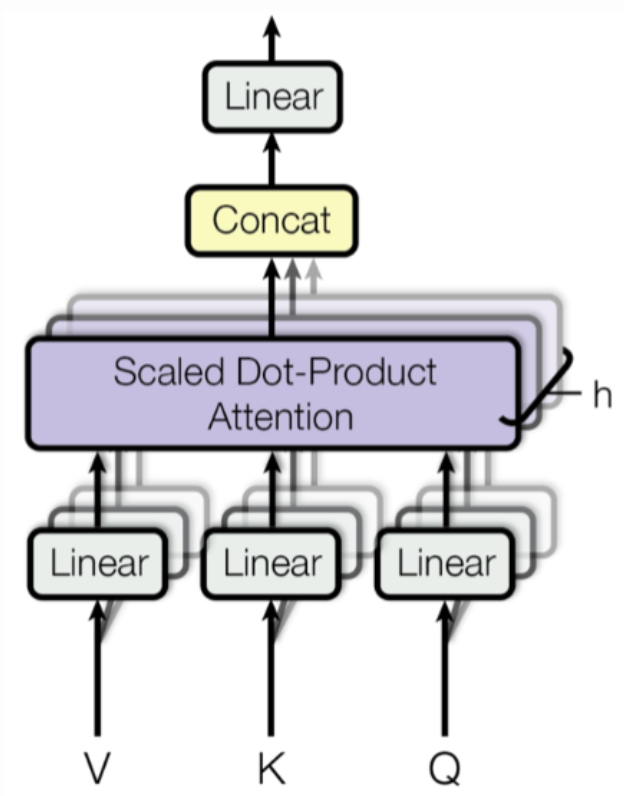 Linear
Concat
Scaled Dot-Product
Attention
h
Linear Linear Linear
V K Q